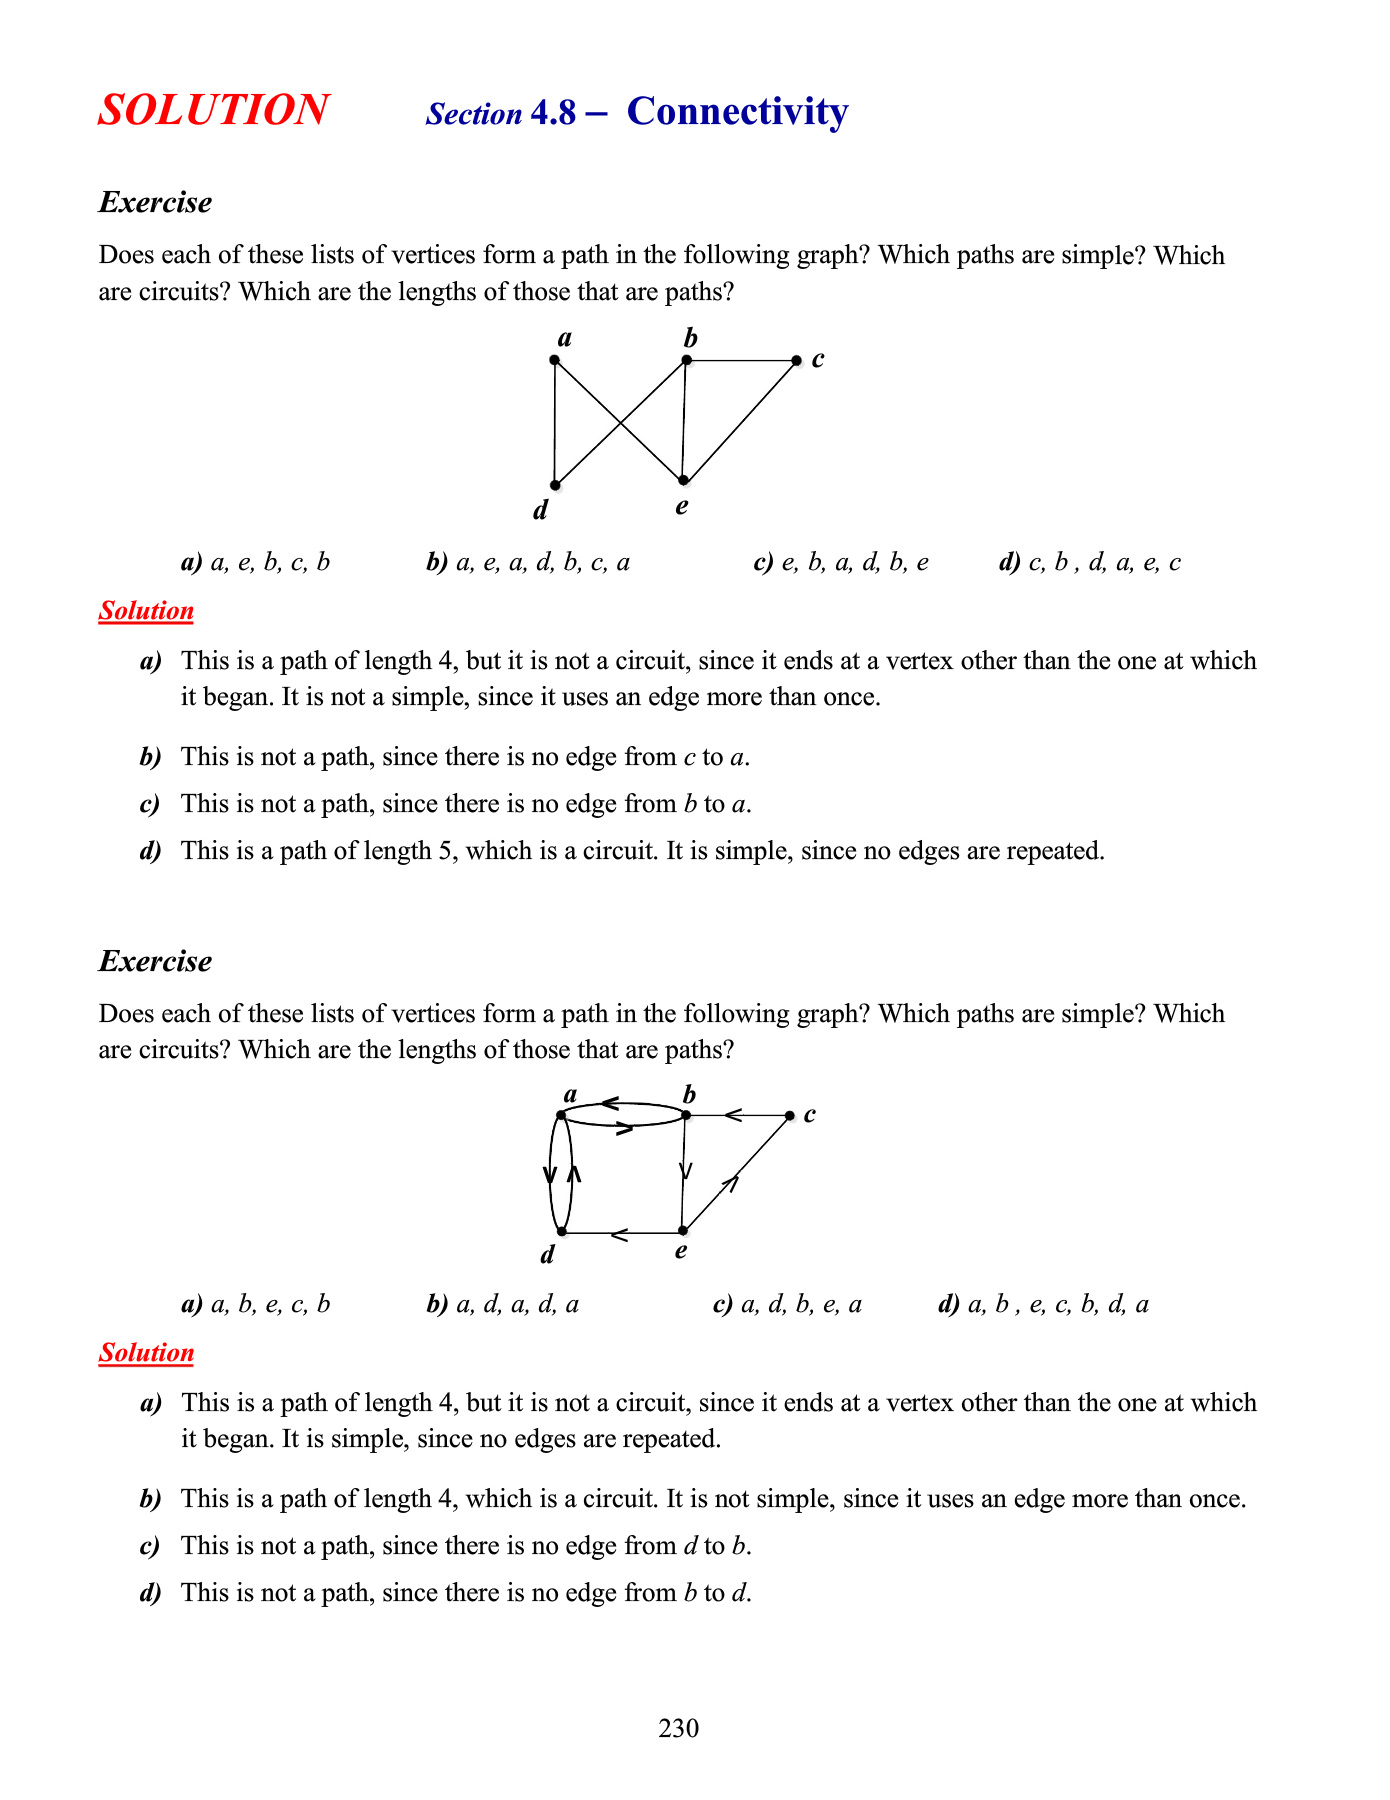 SOLUTION Section 4.8 – Connectivity
Exercise
Does each of these lists of vertices form a path in the following graph? Which paths are simple? Which
are circuits? Which are the lengths of those that are paths?
a b
c
d e
a) a, e, b, c, b b) a, e, a, d, b, c, a c) e, b, a, d, b, e d) c, b , d, a, e, c
Solution
a) This is a path of length 4, but it is not a circuit, since it ends at a vertex other than the one at which
it began. It is not a simple, since it uses an edge more than once.
b) This is not a path, since there is no edge from c to a.
c) This is not a path, since there is no edge from b to a.
d) This is a path of length 5, which is a circuit. It is simple, since no edges are repeated.
Exercise
Does each of these lists of vertices form a path in the following graph? Which paths are simple? Which
are circuits? Which are the lengths of those that are paths?
a b
c
d e
a) a, b, e, c, b b) a, d, a, d, a c) a, d, b, e, a d) a, b , e, c, b, d, a
Solution
a) This is a path of length 4, but it is not a circuit, since it ends at a vertex other than the one at which
it began. It is simple, since no edges are repeated.
b) This is a path of length 4, which is a circuit. It is not simple, since it uses an edge more than once.
c) This is not a path, since there is no edge from d to b.
d) This is not a path, since there is no edge from b to d.
230